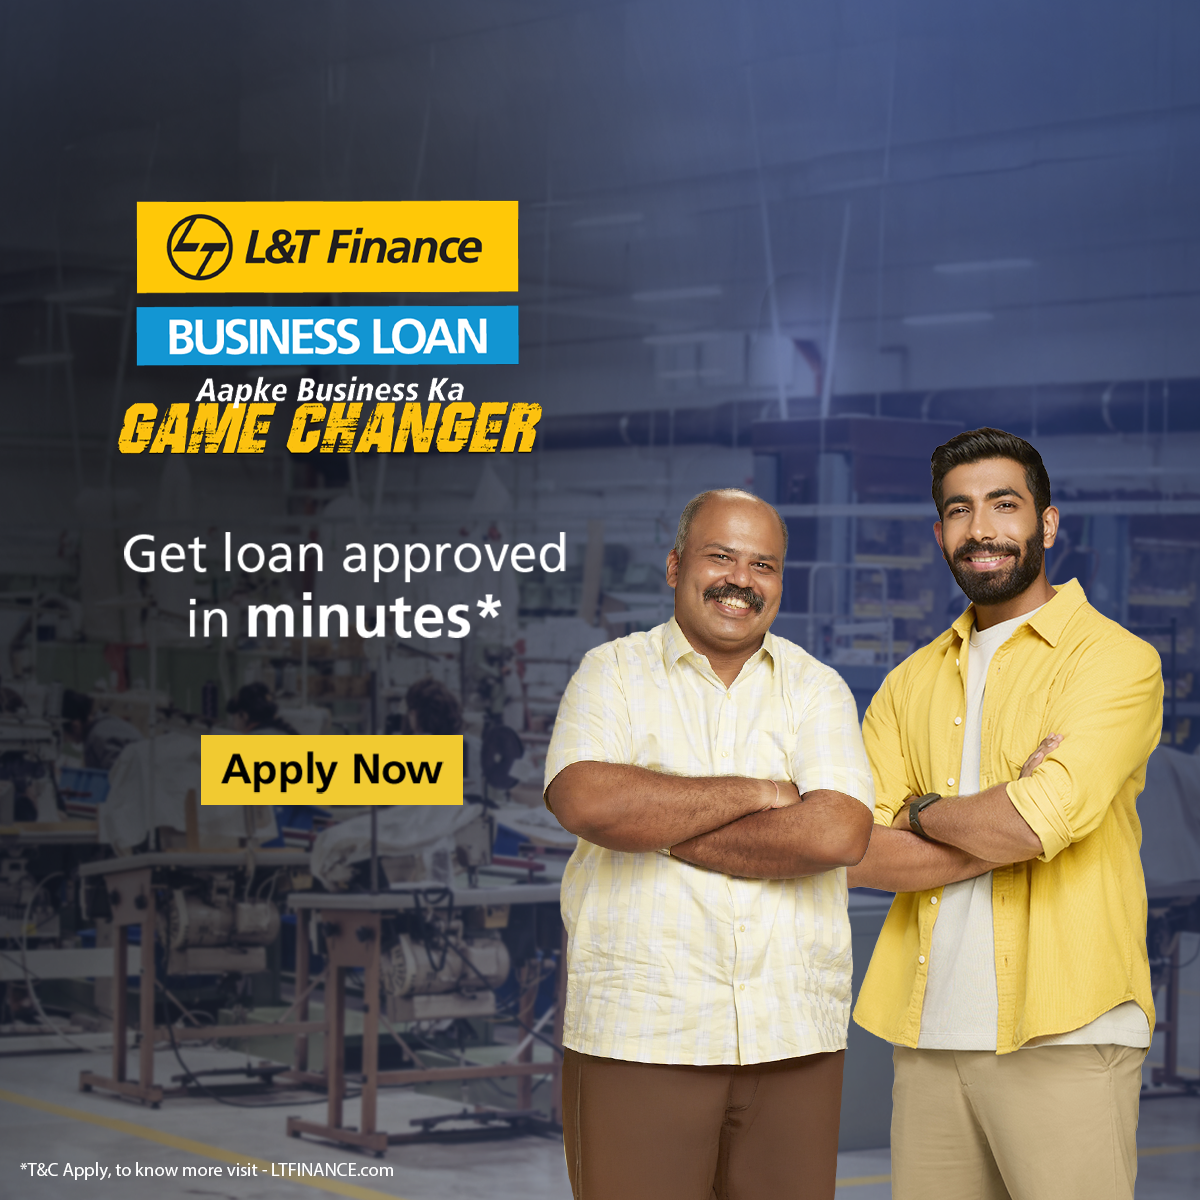 LT L&T Finance
BUSINESS LOAN
Aapke Business Ka
GAME CHANGER
Get loan approved
in minutes*
Apply Now
*T&C Apply, to know more visit - LTFINANCE.com